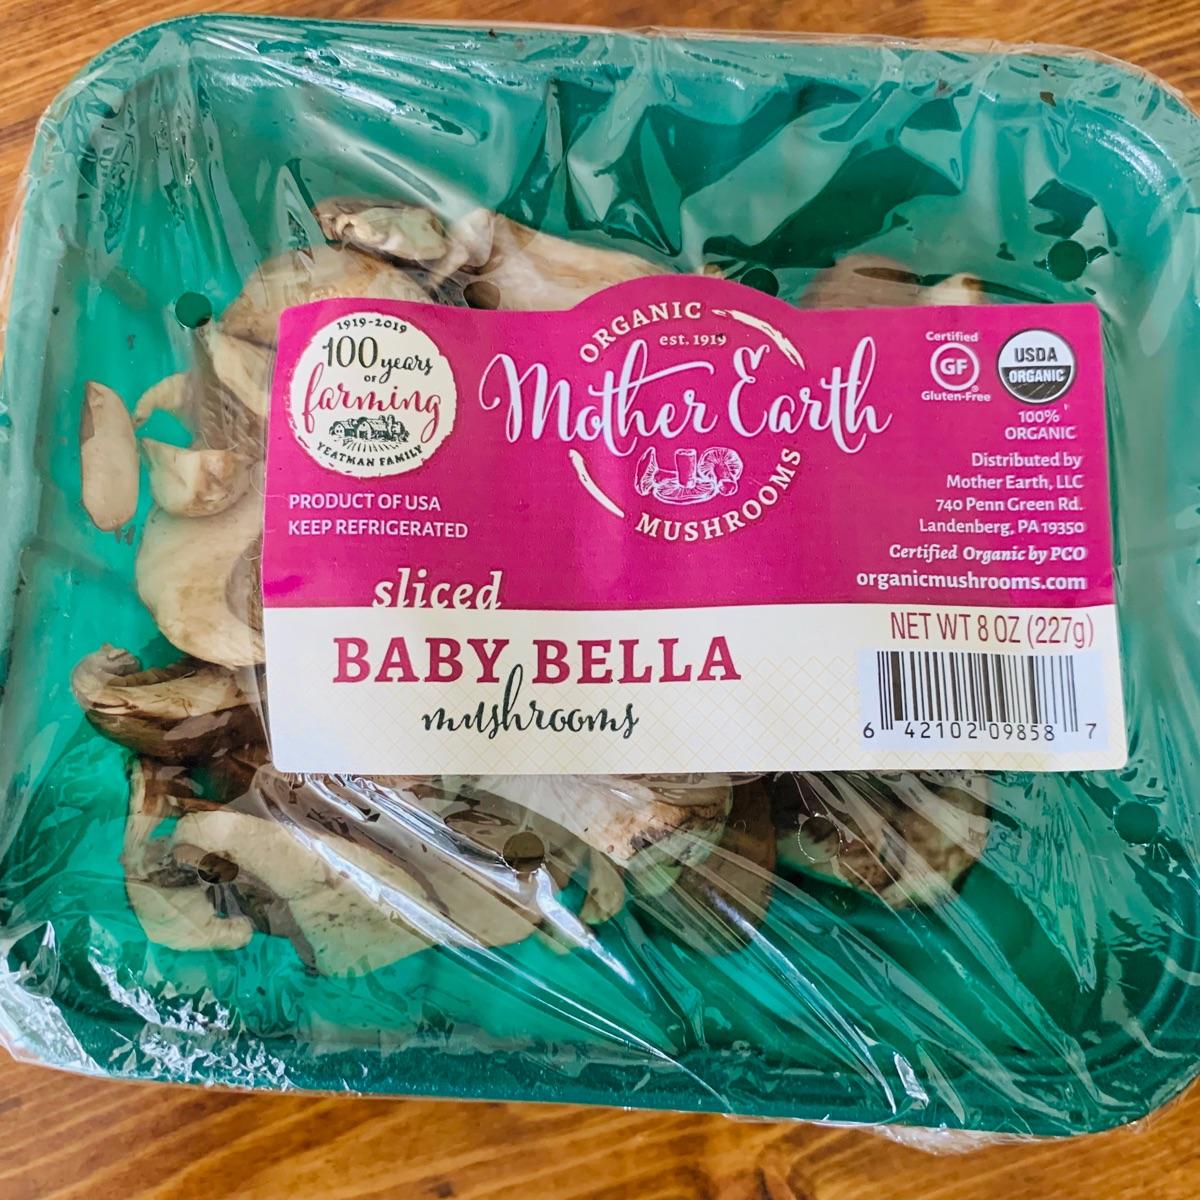 1919-2019
100 years
OF
farming
YEATMAN FAMILY
PRODUCT OF USA
KEEP REFRIGERATED
ORGANIC
est. 1919
Mother Earth
MUSHROOMS
Certified
GF
®
Gluten-Free
USDA
ORGANIC
100%
ORGANIC
Distributed by
Mother Earth, LLC
740 Penn Green Rd.
Landenberg, PA 19350
Certified Organic by PCO
organicmushrooms.com
sliced
BABY BELLA
mushrooms
NET WT 8 OZ (227g)
6 42102 09858 7